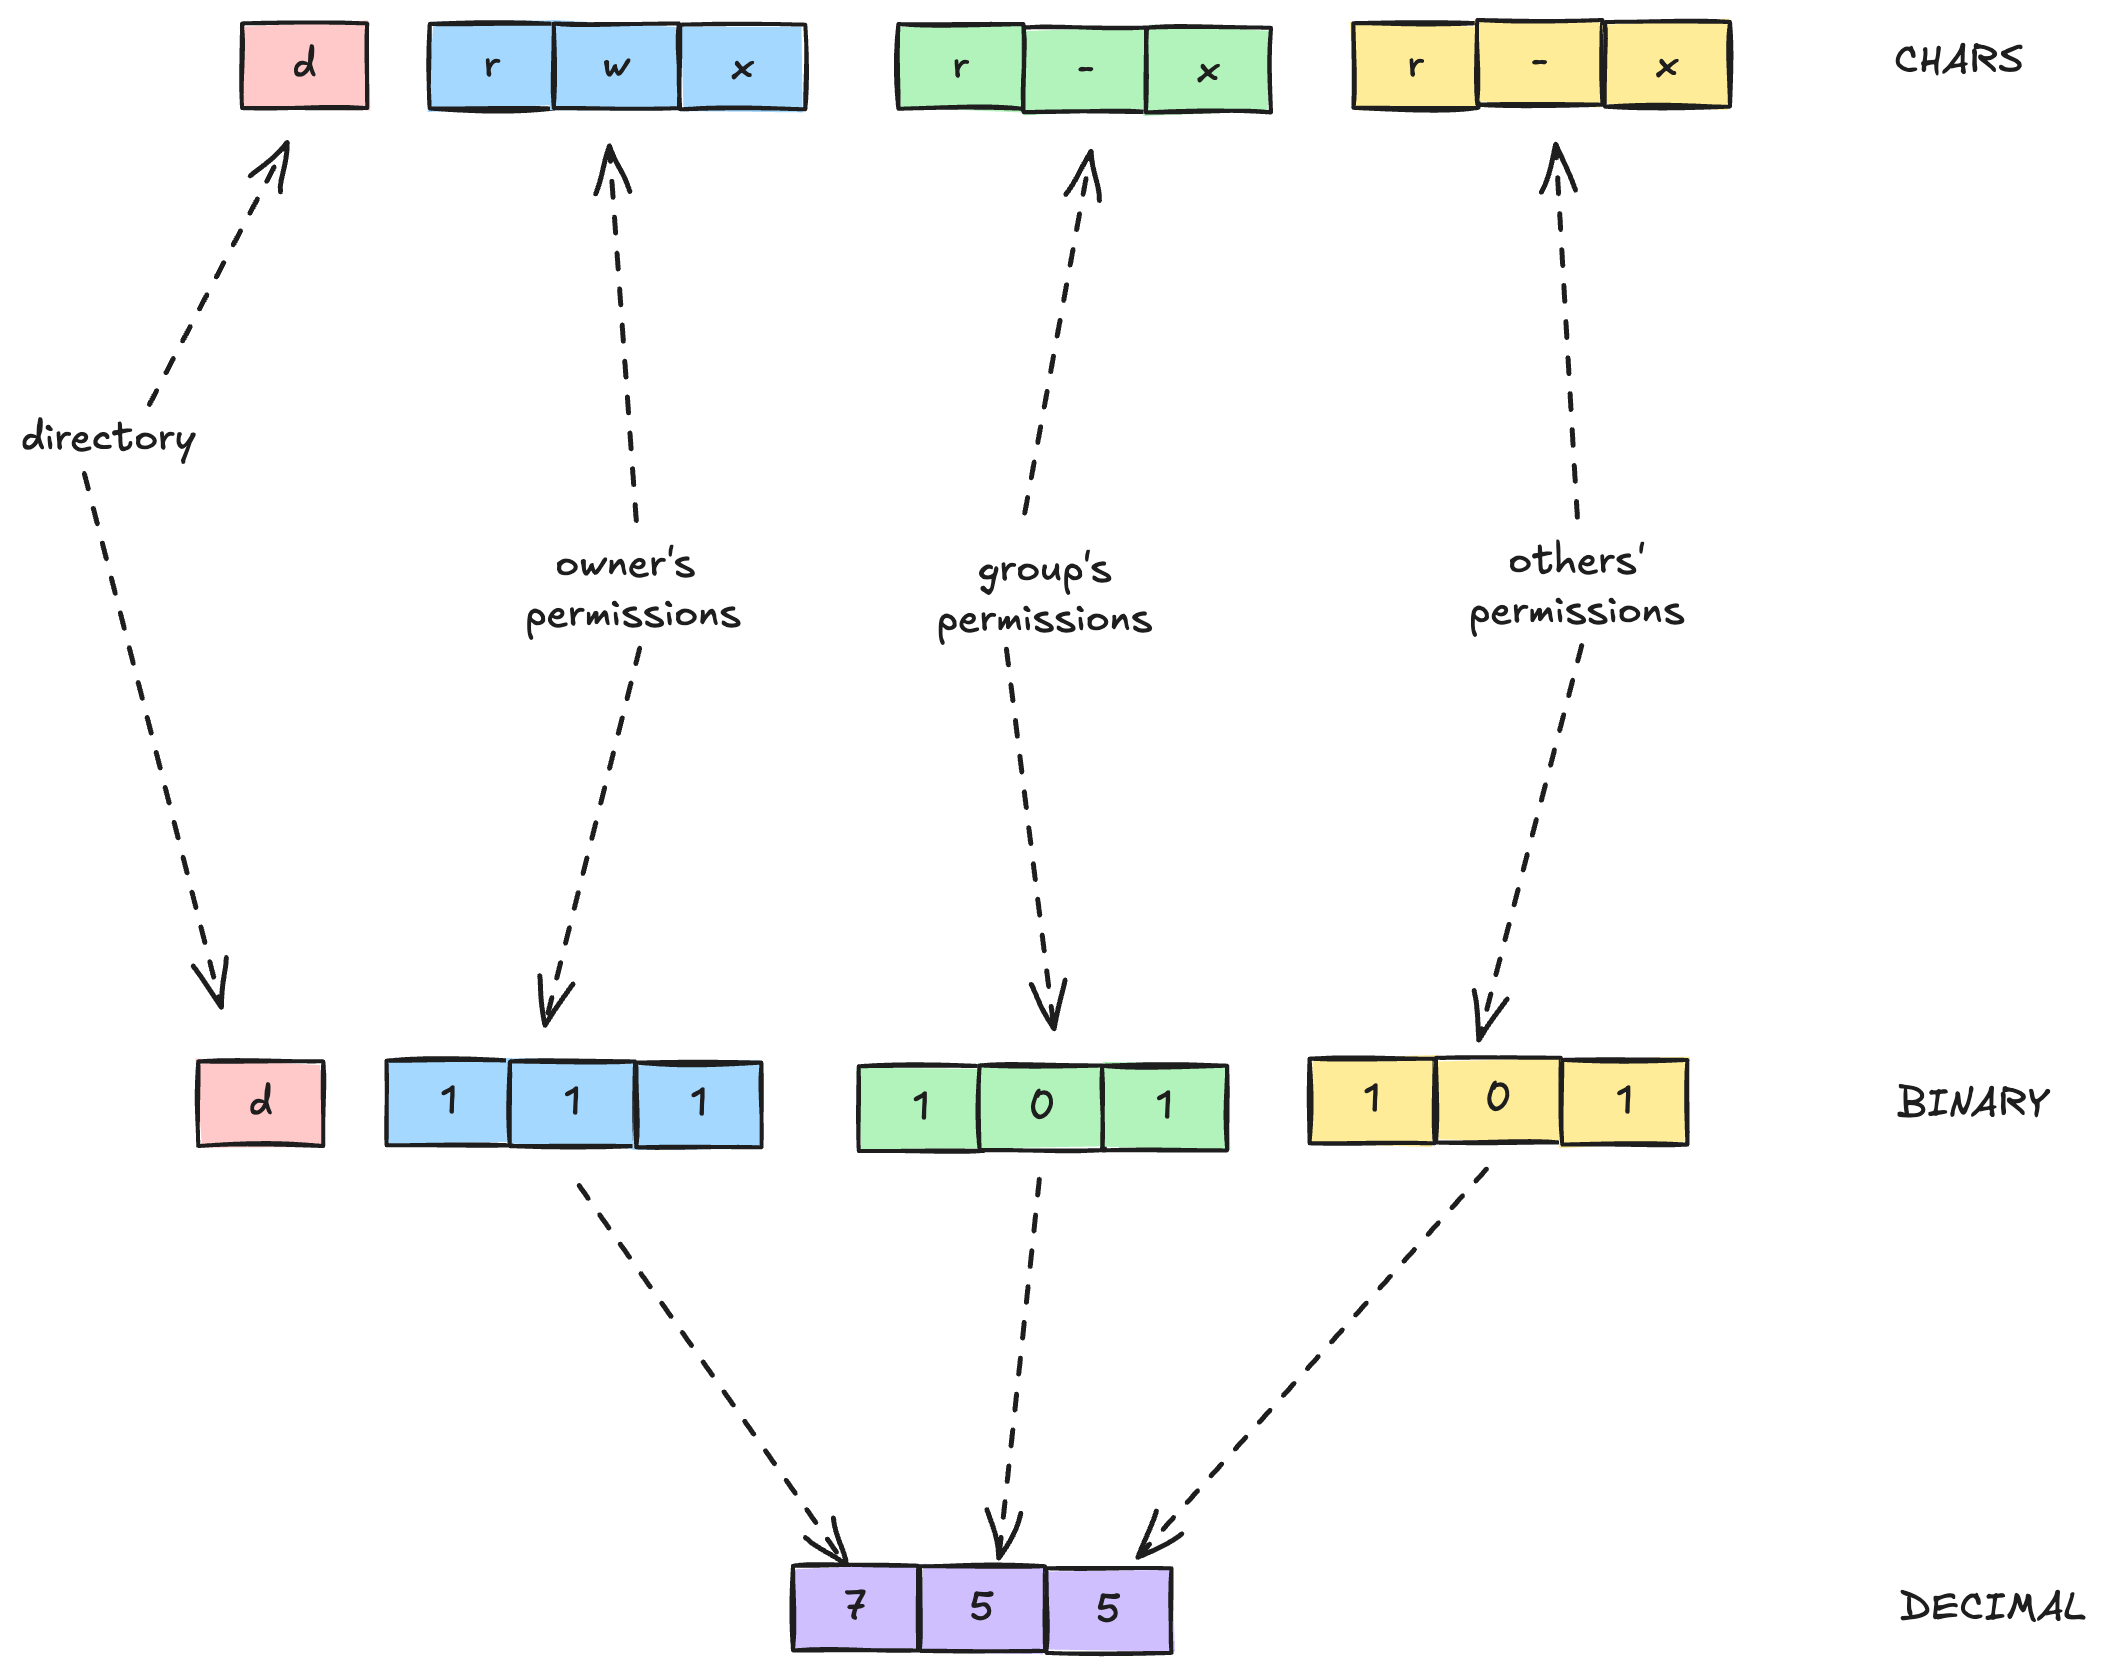 d r w x r - x r - x CHARS
directory
owner's
permissions
group's
permissions
others'
permissions
d 1 1 1 1 0 1 1 0 1 BINARY
7 5 5 DECIMAL